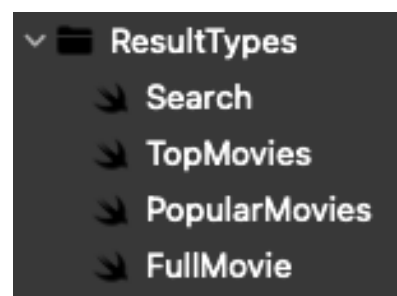 ResultTypes
Search
TopMovies
PopularMovies
FullMovie